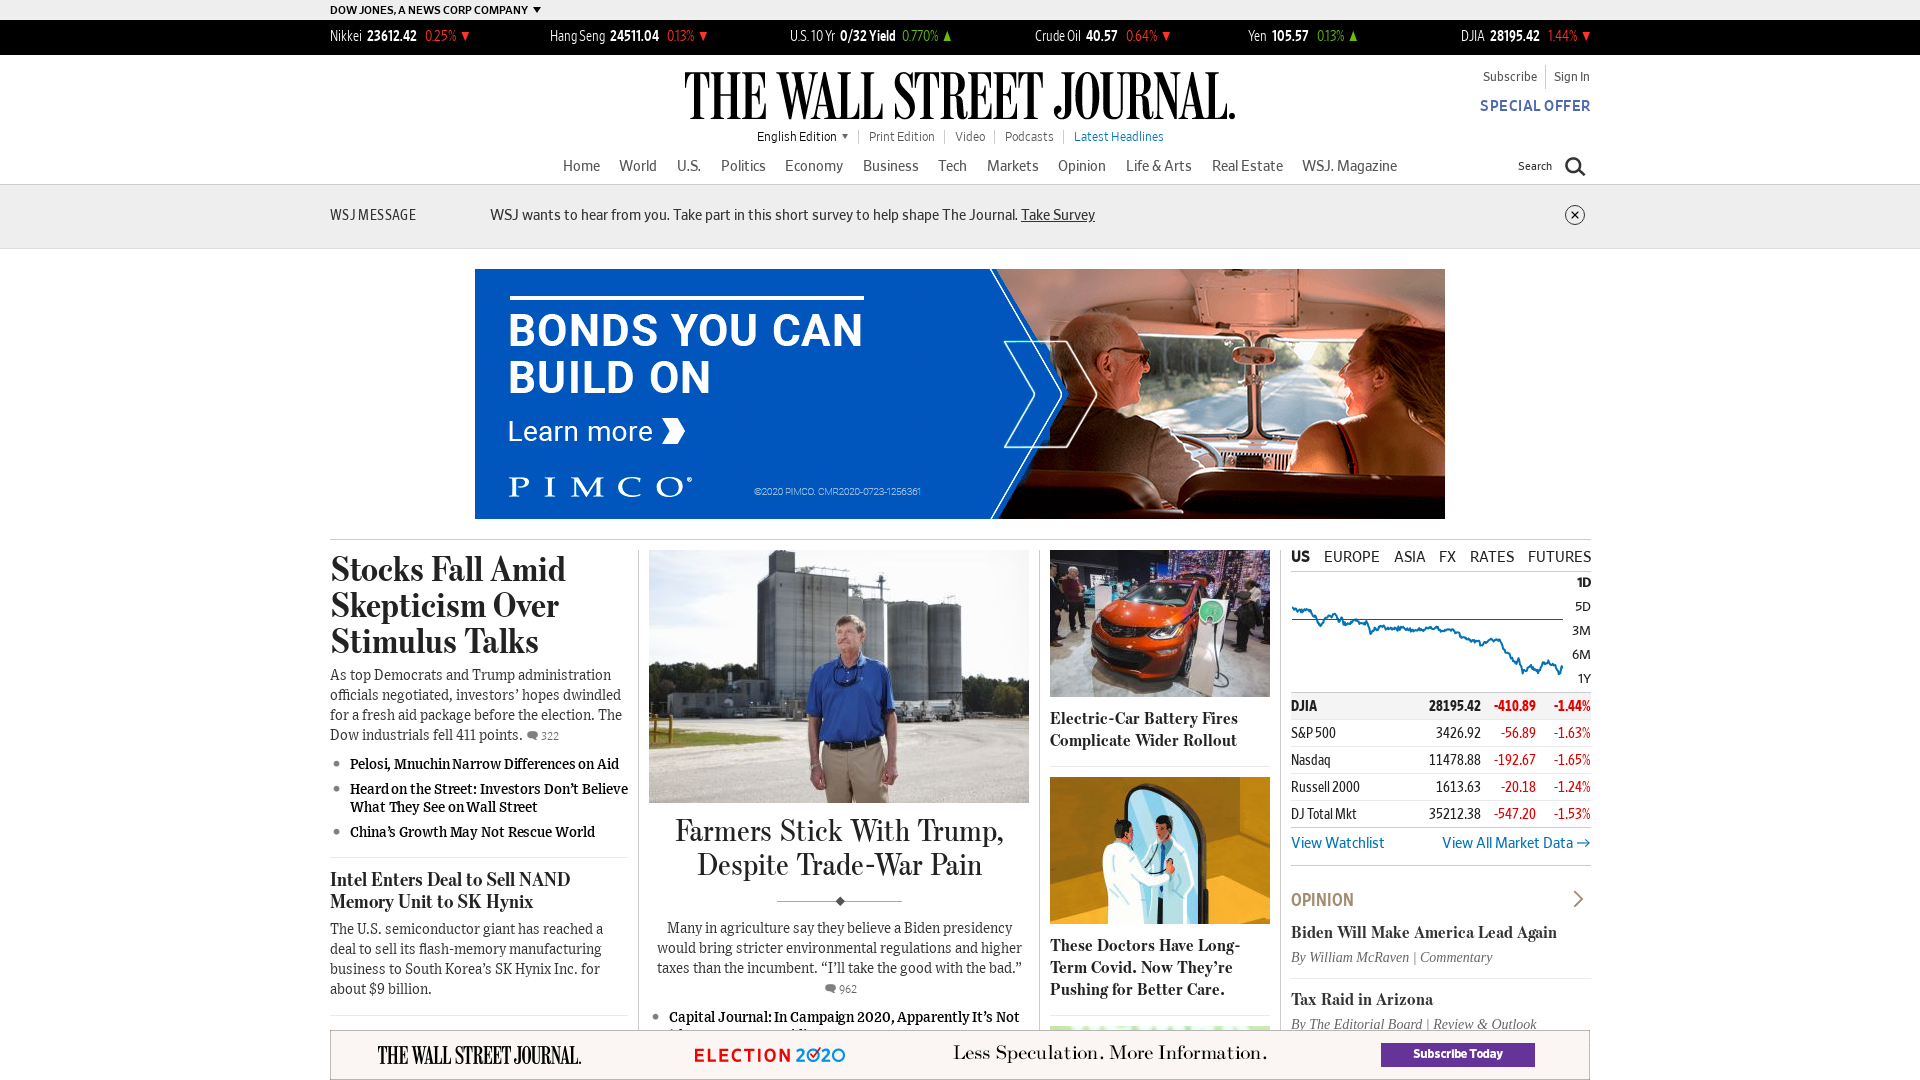 DOW JONES, A NEWS CORP COMPANY
Nikkei 23612.42 0.25% Hang Seng 24511.04 0.13% U.S. 10 Yr 0/32 Yield 0.770% Crude Oil 40.57 0.64% Yen 105.57 0.13% DJIA 28195.42 1.44%
THE WALL STREET JOURNAL.
Subscribe Sign In
SPECIAL OFFER
English Edition Print Edition Video Podcasts Latest Headlines
Home World U.S. Politics Economy Business Tech Markets Opinion Life & Arts Real Estate WSJ. Magazine Search
WSJ MESSAGE WSJ wants to hear from you. Take part in this short survey to help shape The Journal. Take Survey
BONDS YOU CAN
BUILD ON
Learn more
PIMCO®
©2020 PIMCO. CMR2020-0723-1256361
Stocks Fall Amid
Skepticism Over
Stimulus Talks
As top Democrats and Trump administration
officials negotiated, investors’ hopes dwindled
for a fresh aid package before the election. The
Dow industrials fell 411 points. 322
Pelosi, Mnuchin Narrow Differences on Aid
Heard on the Street: Investors Don’t Believe
What They See on Wall Street
China’s Growth May Not Rescue World
Intel Enters Deal to Sell NAND
Memory Unit to SK Hynix
The U.S. semiconductor giant has reached a
deal to sell its flash-memory manufacturing
business to South Korea’s SK Hynix Inc. for
about $9 billion.
Farmers Stick With Trump,
Despite Trade-War Pain
Many in agriculture say they believe a Biden presidency
would bring stricter environmental regulations and higher
taxes than the incumbent. “I’ll take the good with the bad.”
962
Capital Journal: In Campaign 2020, Apparently It’s Not
Electric-Car Battery Fires
Complicate Wider Rollout
These Doctors Have Long-
Term Covid. Now They’re
Pushing for Better Care.
US EUROPE ASIA FX RATES FUTURES
1D
5D
3M
6M
1Y
DJIA 28195.42 -410.89 -1.44%
S&P 500 3426.92 -56.89 -1.63%
Nasdaq 11478.88 -192.67 -1.65%
Russell 2000 1613.63 -20.18 -1.24%
DJ Total Mkt 35212.38 -547.20 -1.53%
View Watchlist View All Market Data
OPINION
Biden Will Make America Lead Again
By William McRaven | Commentary
Tax Raid in Arizona
By The Editorial Board | Review & Outlook
THE WALL STREET JOURNAL. ELECTION 2020 Less Speculation. More Information. Subscribe Today